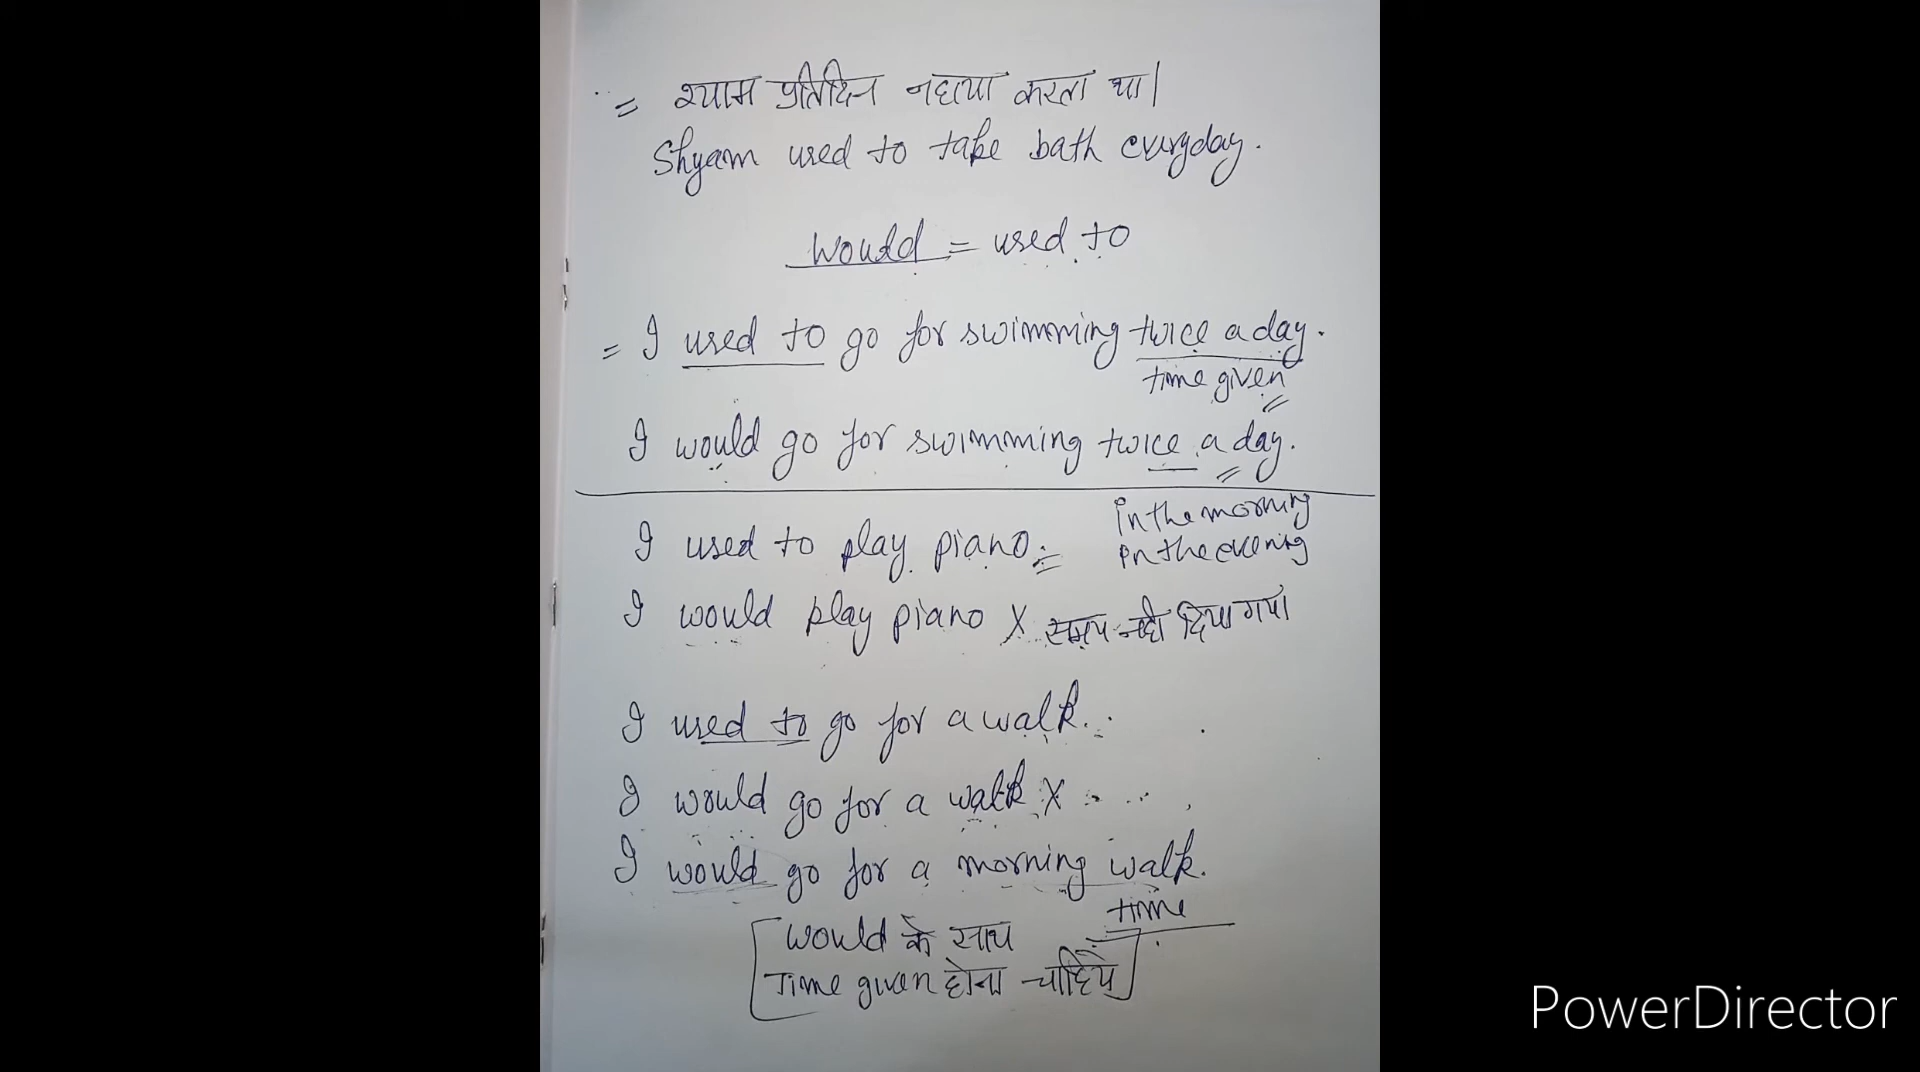 = श्याम प्रतिदिन नहाया करता था|
Shyam used to take bath everyday.
Would = used to
= I used to go for swimming twice a day.
time given
I would go for swimming twice a day.
I used to play piano.
in the morning
in the evening
I would play piano X समय नही दिया गया
I used to go for a walk.
I would go for a walk X
I would go for a morning walk.
time
[would के साथ
Time given होना चाहिये]
PowerDirector